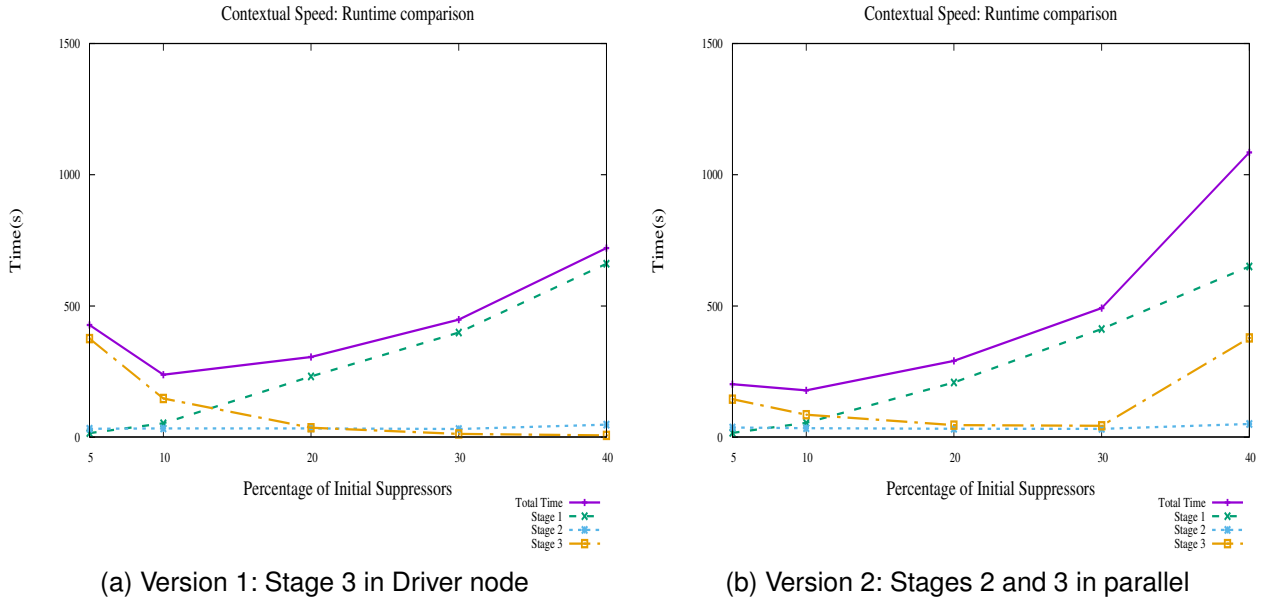 Contextual Speed: Runtime comparison
1500
1000
500
0
Time(s)
5 10 20 30 40
Percentage of Initial Suppressors
Total Time
Stage 1
Stage 2
Stage 3
(a) Version 1: Stage 3 in Driver node
Contextual Speed: Runtime comparison
1500
1000
500
0
Time(s)
5 10 20 30 40
Percentage of Initial Suppressors
Total Time
Stage 1
Stage 2
Stage 3
(b) Version 2: Stages 2 and 3 in parallel